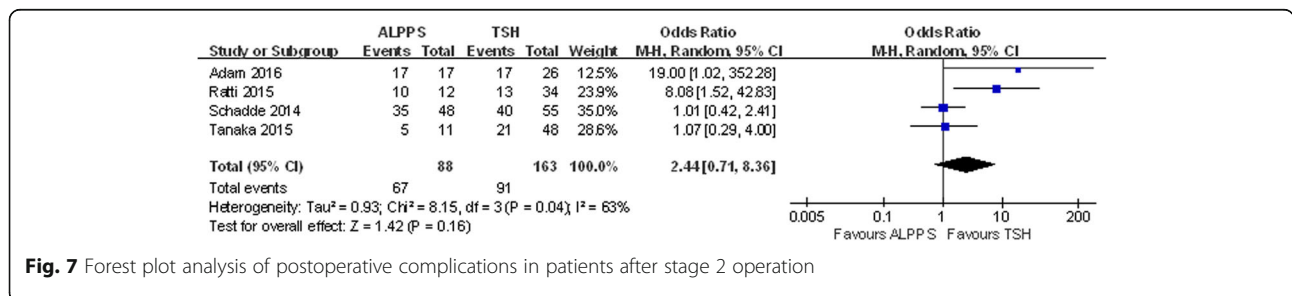 ALPPS TSH Odds Ratio Odds Ratio
Study or Subgroup Events Total Events Total Weight M-H, Random, 95% CI M-H, Random, 95% CI
Adam 2016 17 17 17 26 12.5% 19.00 [1.02, 352.28]
Ratti 2015 10 12 13 34 23.9% 8.08 [1.52, 42.83]
Schadde 2014 35 48 40 55 35.0% 1.01 [0.42, 2.41]
Tanaka 2015 5 11 21 48 28.6% 1.07 [0.29, 4.00]
Total (95% CI) 88 163 100.0% 2.44 [0.71, 8.36]
Total events 67 91
Heterogeneity: Tau² = 0.93; Chi² = 8.15, df = 3 (P = 0.04); I² = 63%
Test for overall effect: Z = 1.42 (P = 0.16)
0.005 0.1 1 10 200
Favours ALPPS Favours TSH
Fig. 7 Forest plot analysis of postoperative complications in patients after stage 2 operation